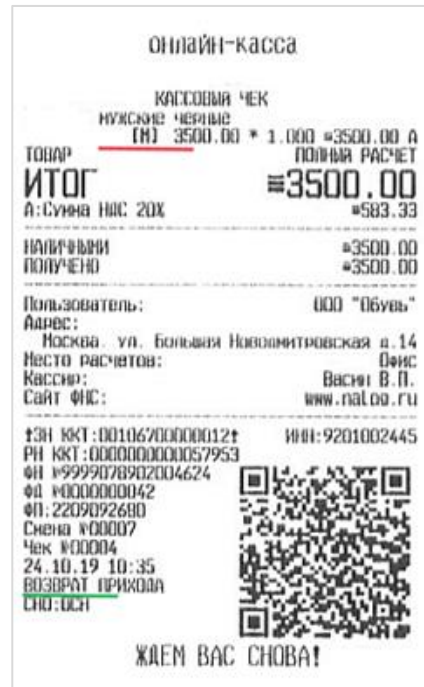 онлайн-касса
КАССОВЫЙ ЧЕК
МУЖСКИЕ ЧЕРНЫЕ
[М] 3500.00 * 1.000 ≡3500.00 А
ТОВАР ПОЛНЫЙ РАСЧЕТ
ИТОГ ≡3500.00
А:Сумма НДС 20% ≡583.33
НАЛИЧНЫМИ ≡3500.00
ПОЛУЧЕНО ≡3500.00
Пользователь: ООО "Обувь"
Адрес:
Москва. ул. Большая Новодмитровская д.14
Место расчетов: Офис
Кассир: Васин В.П.
Сайт ФНС: www.nalog.ru
ЗН ККТ:00106700000012 ИНН:9201002445
РН ККТ:0000000000057953
ФН №9999078902004624
ФД №0000000042
ФП:2209092680
Смена №00007
Чек №00004
24.10.19 10:35
ВОЗВРАТ ПРИХОДА
СНО:ОСН
ЖДЕМ ВАС СНОВА!